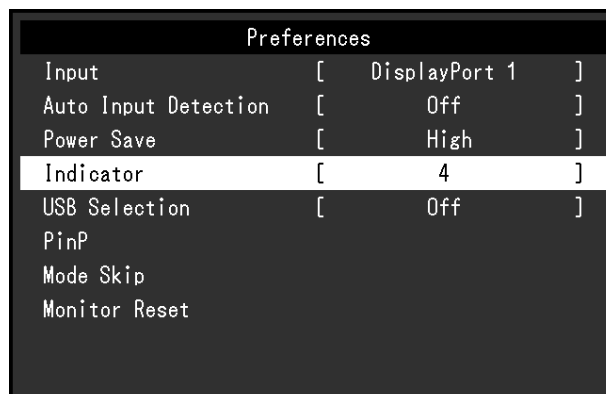 Preferences
Input [ DisplayPort 1 ]
Auto Input Detection [ Off ]
Power Save [ High ]
Indicator [ 4 ]
USB Selection [ Off ]
PinP
Mode Skip
Monitor Reset